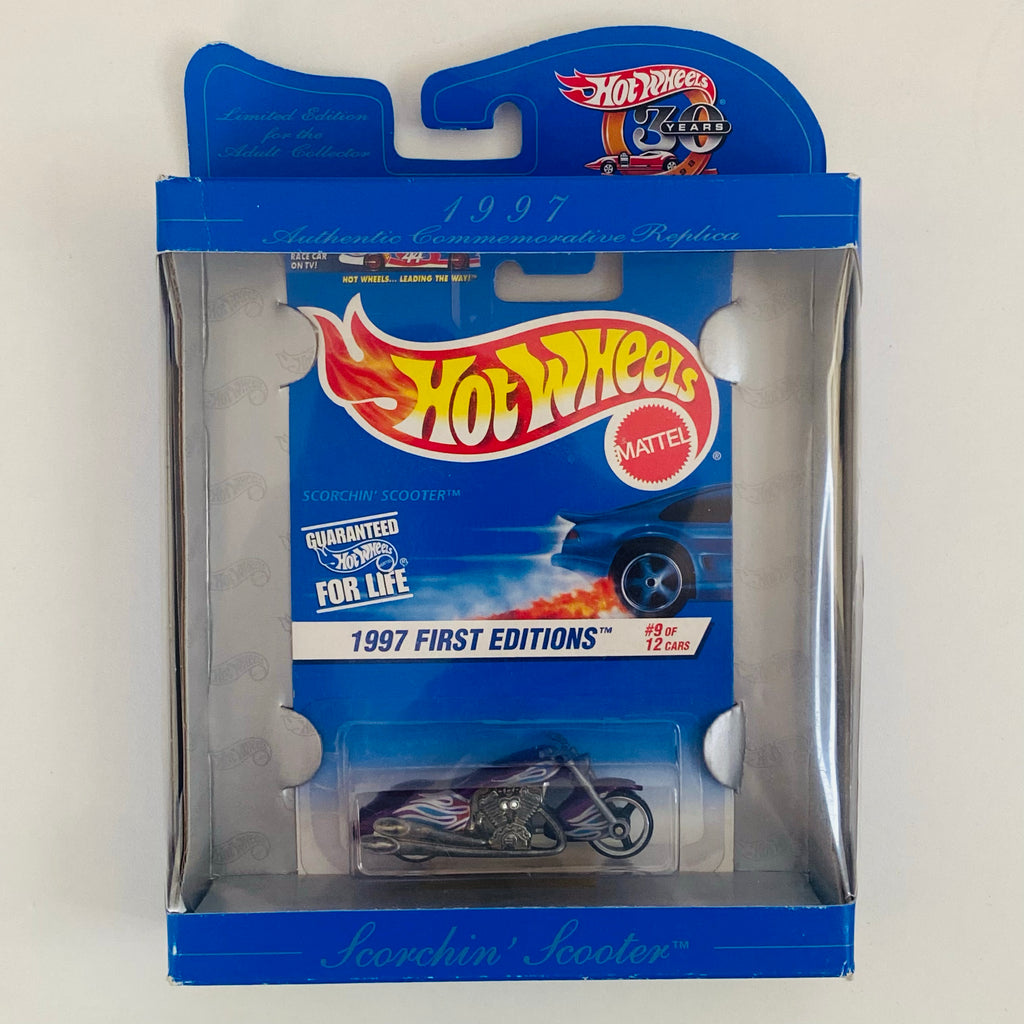 Limited Edition
for the
Adult Collector
HOT WHEELS®
30
YEARS
1997
Authentic Commemorative Replica
RACE CAR
ON TV!
44
HOT WHEELS... LEADING THE WAY!™
HOT WHEELS
MATTEL
®
SCORCHIN' SCOOTER™
GUARANTEED
HOT WHEELS®
FOR LIFE
1997 FIRST EDITIONS™
#9 OF
12 CARS
Scorchin' Scooter™